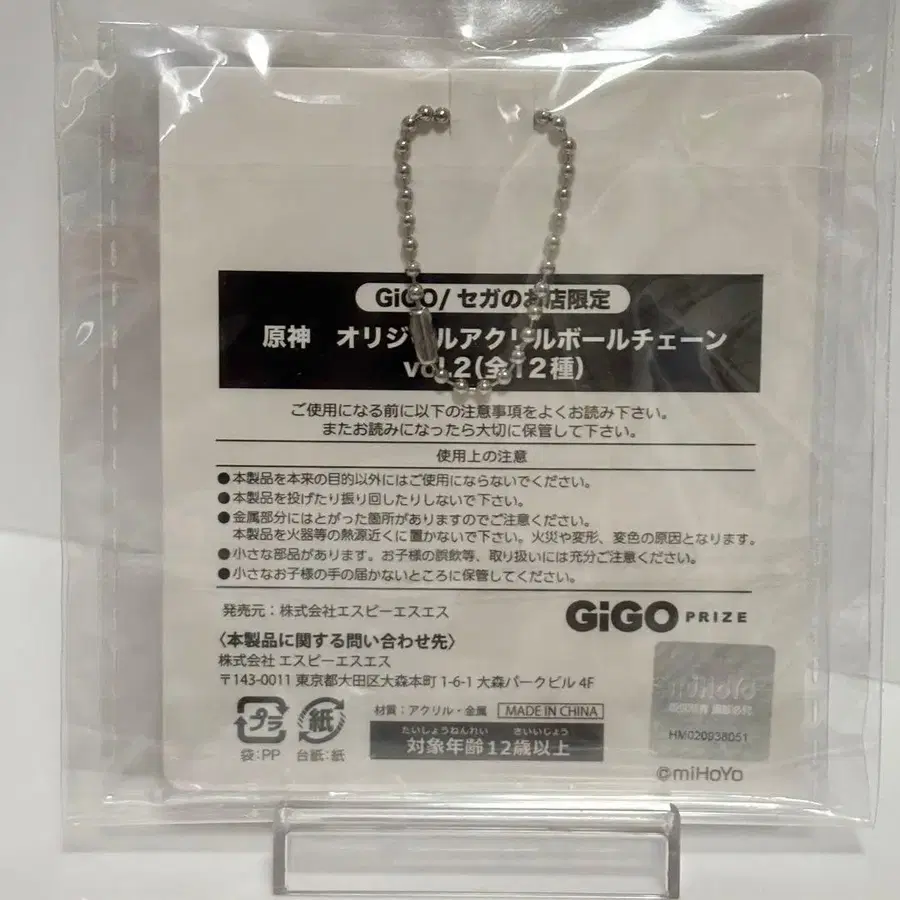 GiGO/セガのお店限定
原神 オリジナルアクリルボールチェーン
vol.2(全12種)
ご使用になる前に以下の注意事項をよくお読み下さい。
またお読みになったら大切に保管して下さい。
使用上の注意
●本製品を本来の目的以外にはご使用にならないでください。
●本製品を投げたり振り回したりしないで下さい。
●金属部分にはとがった箇所がありますのでご注意ください。
本製品を火器等の熱源近くに置かないで下さい。火災や変形、変色の原因となります。
●小さな部品があります。お子様の誤飲等、取り扱いには充分ご注意ください。
●小さなお子様の手の届かないところに保管してください。
発売元:株式会社エスピーエスエス
GiGO PRIZE
〈本製品に関する問い合わせ先〉
株式会社 エスピーエスエス
〒143-0011 東京都大田区大森本町1-6-1 大森パークビル 4F
プラ
紙
袋:PP
台紙:紙
材質:アクリル・金属
MADE IN CHINA
たいしょうねんれい さいいじょう
対象年齢12歳以上
miHoYo
HM020938051
©miHoYo